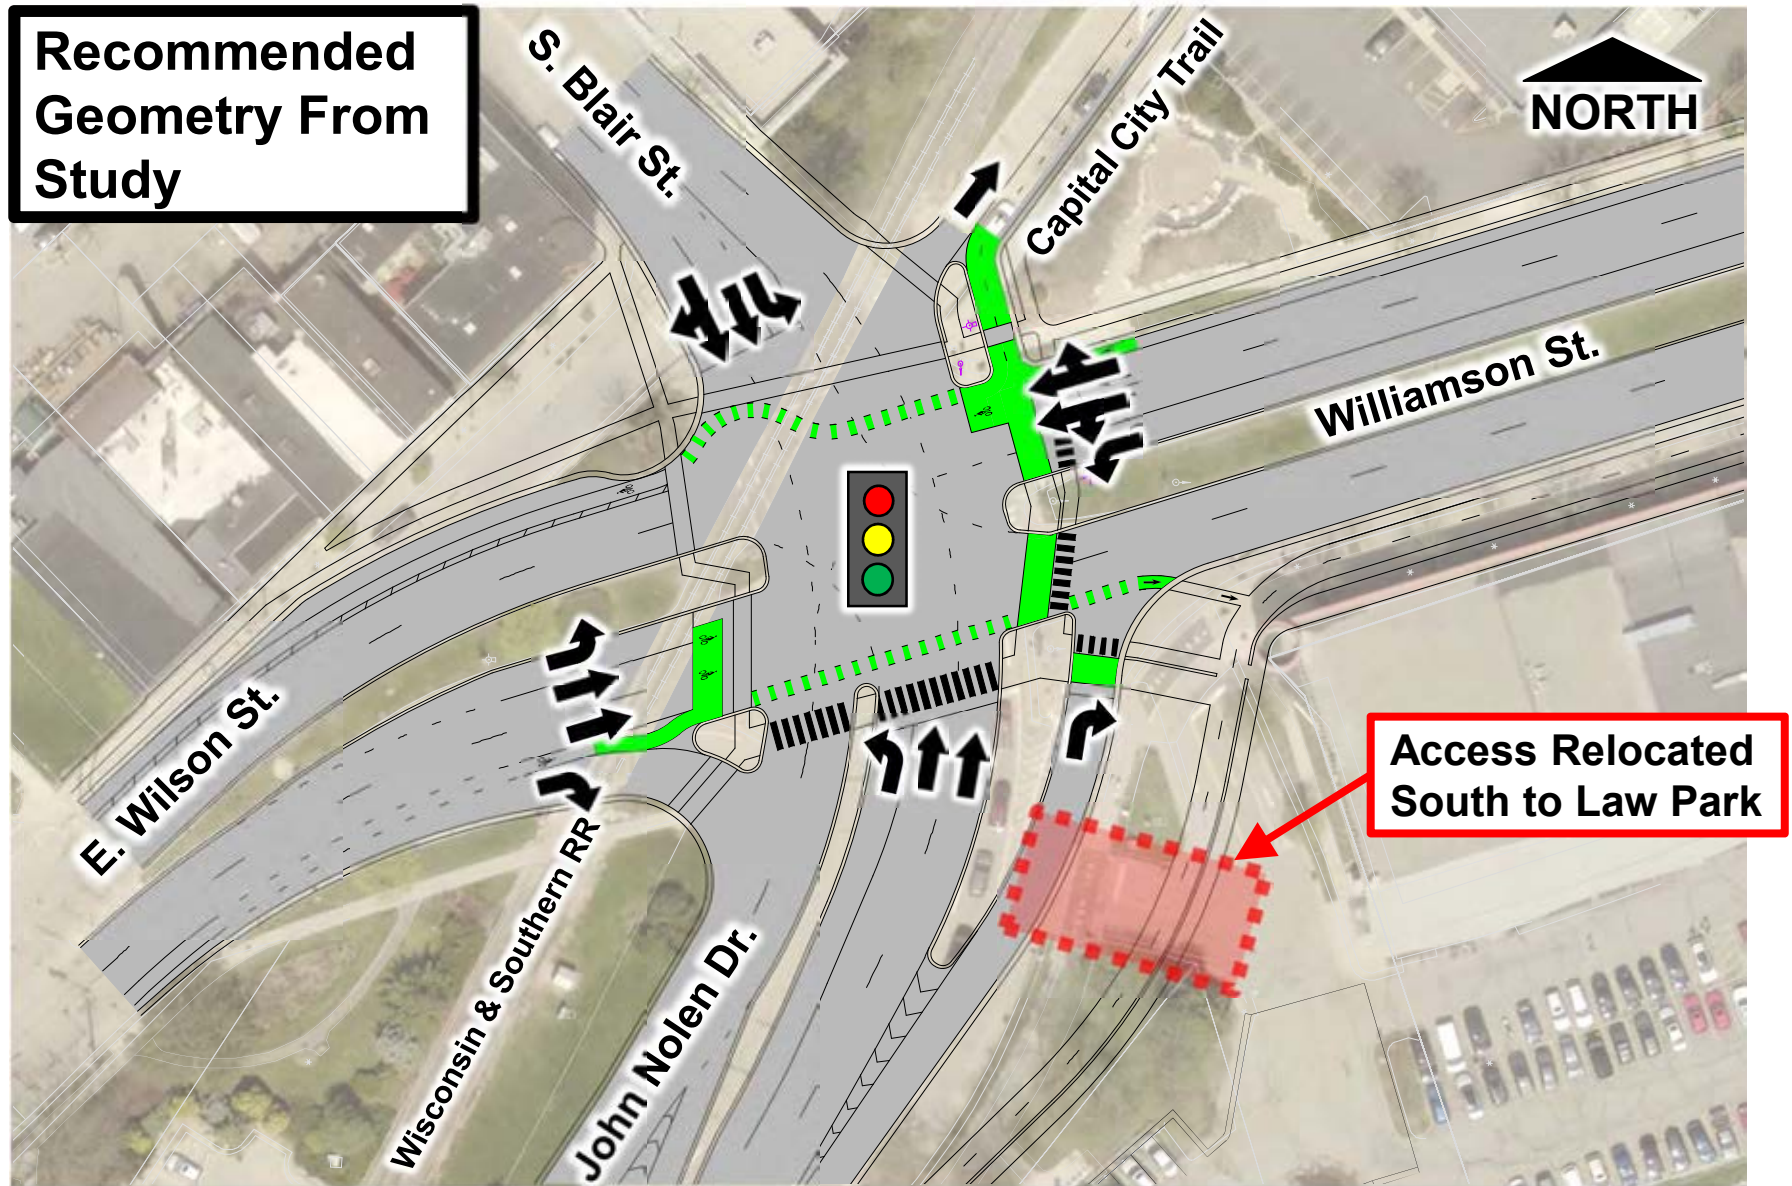 Recommended
Geometry From
Study
S. Blair St.
Capital City Trail
NORTH
Williamson St.
E. Wilson St.
Wisconsin & Southern RR
John Nolen Dr.
Access Relocated
South to Law Park